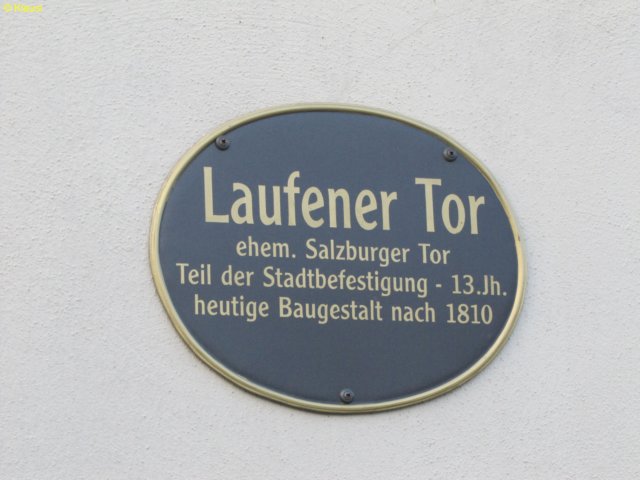 Laufener Tor
ehem. Salzburger Tor
Teil der Stadtbefestigung - 13.Jh.
heutige Baugestalt nach 1810